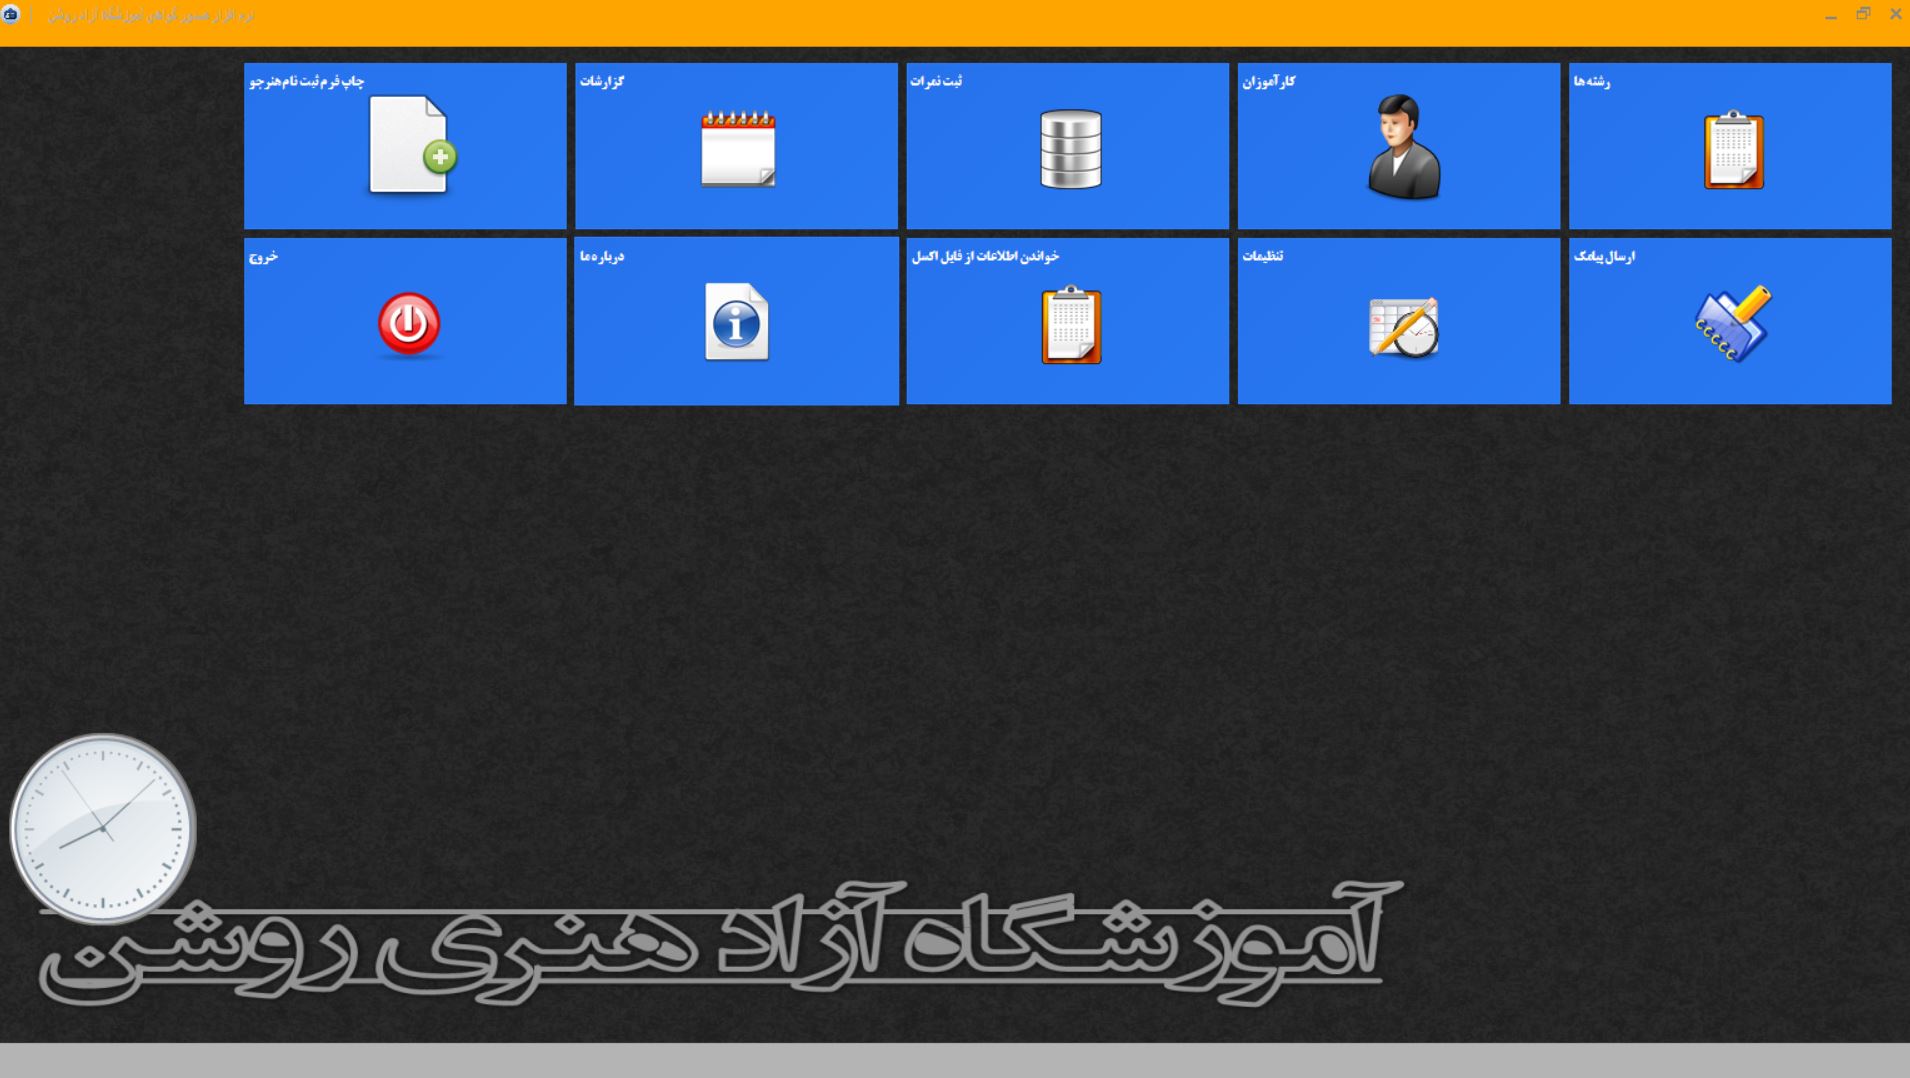 نرم افزار صدور گواهی آموزشگاه آزاد روشن
رشته ها
کارآموزان
ثبت نمرات
گزارشات
چاپ فرم ثبت نام هنرجو
ارسال پیامک
تنظیمات
خواندن اطلاعات از فایل اکسل
درباره ما
خروج
آموزشگاه آزاد هنری روشن